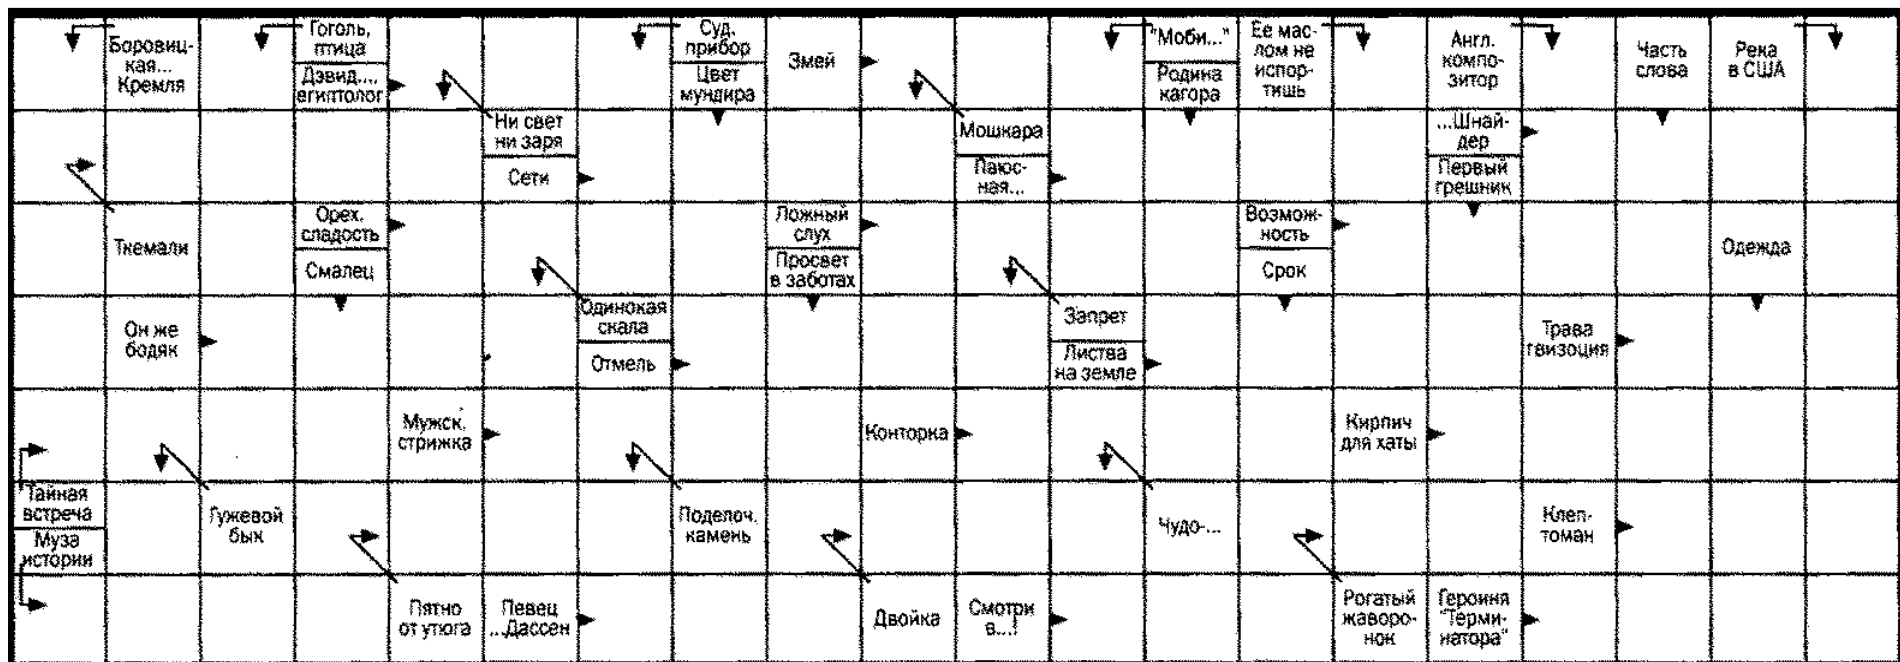 Боровиц-
кая...
Кремля
Гоголь,
птица
Дэвид...,
египтолог
Суд.
прибор
Цвет
мундира
Змей
"Моби..."
Родина
кагора
Ее мас-
лом не
испор-
тишь
Англ.
компо-
зитор
Часть
слова
Река
в США
Ни свет
ни заря
Сети
Мошкара
Паюс-
ная...
...Шнай-
дер
Первый
грешник
Ткемали
Орех.
сладость
Смалец
Ложный
слух
Просвет
в заботах
Возмож-
ность
Срок
Одежда
Он же
бодяк
Одинокая
скала
Отмель
Запрет
Листва
на земле
Трава
гвизоция
Мужск.
стрижка
Конторка
Кирпич
для хаты
Тайная
встреча
Муза
истории
Гужевой
бык
Поделоч.
камень
Чудо-...
Клеп-
томан
Пятно
от утюга
Певец
...Дассен
Двойка
Смотри
в...!
Рогатый
жаворо-
нок
Героиня
"Терми-
натора"